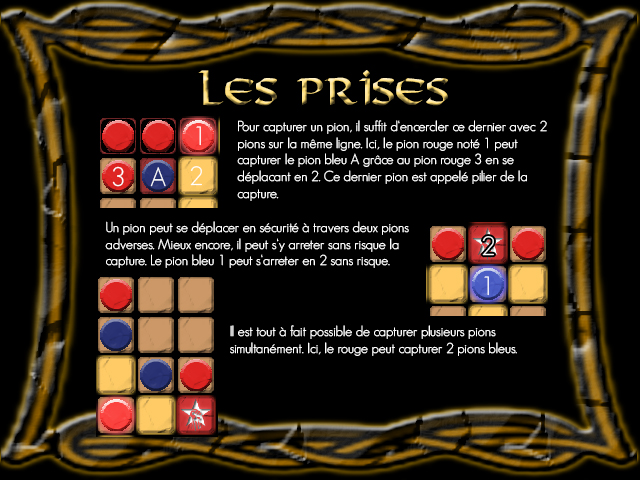 Les prises
1
3 A 2
Pour capturer un pion, il suffit d'encercler ce dernier avec 2
pions sur la même ligne. Ici, le pion rouge noté 1 peut
capturer le pion bleu A grâce au pion rouge 3 en se
déplacant en 2. Ce dernier pion est appelé pilier de la
capture.
Un pion peut se déplacer en sécurité à travers deux pions
adverses. Mieux encore, il peut s'y arreter sans risque la
capture. Le pion bleu 1 peut s'arreter en 2 sans risque.
2
1
Il est tout à fait possible de capturer plusieurs pions
simultanément. Ici, le rouge peut capturer 2 pions bleus.